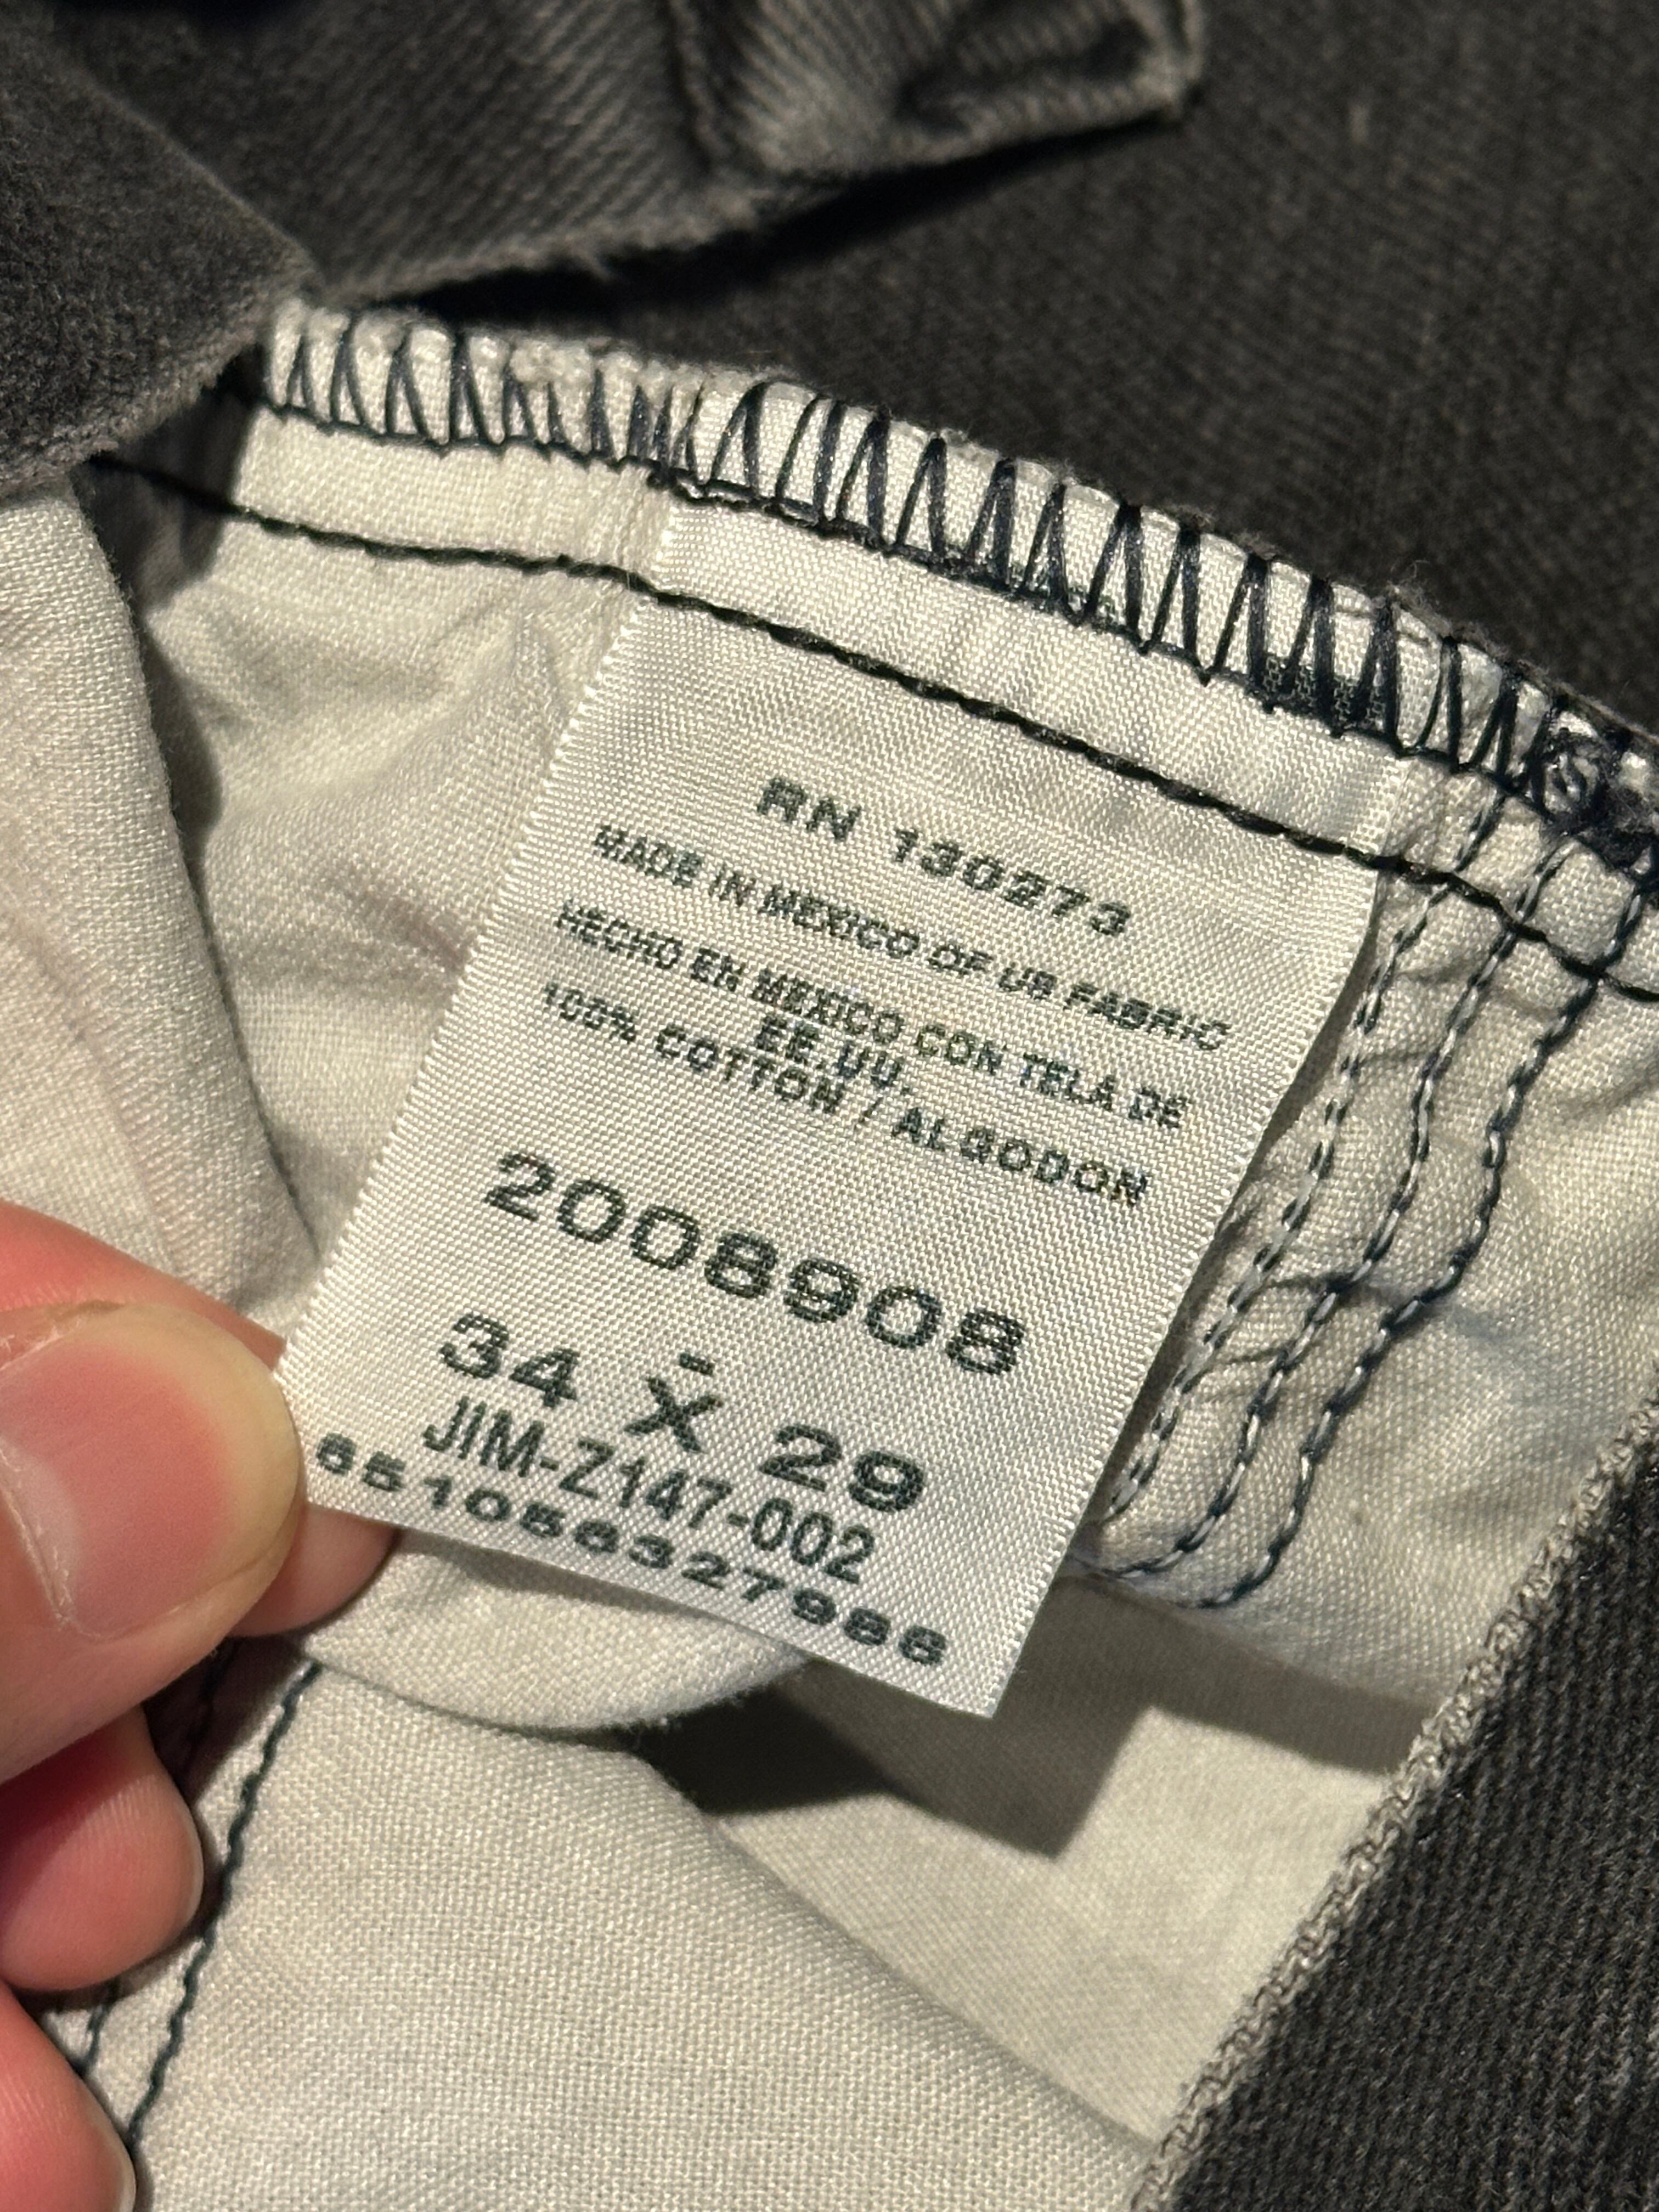 RN 130273
MADE IN MEXICO OF US FABRIC
HECHO EN MEXICO CON TELA DE
EE.UU.
100% COTTON / ALGODON
2008908
-
34 X 29
-
JIM-Z147-002